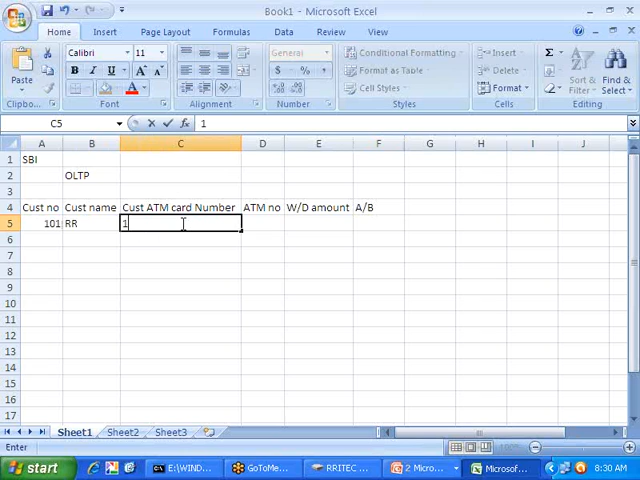 Book1 - Microsoft Excel
Home Insert Page Layout Formulas Data Review View
Calibri 11 General Conditional Formatting Insert Σ
Paste B I U $ % , Format as Table Delete Sort & Filter Find & Select
Cell Styles Format
Clipboard Font Alignment Number Styles Cells Editing
C5 fx 1
A B C D E F G H I J
1 SBI
2 OLTP
3
4 Cust no Cust name Cust ATM card Number ATM no W/D amount A/B
5 101 RR 1
6
7
8
9
10
11
12
13
14
15
16
17
Sheet1 Sheet2 Sheet3
Enter 100%
start E:\WIND... GoToMe... RRITEC ... 2 Micro... Microsof... 8:30 AM